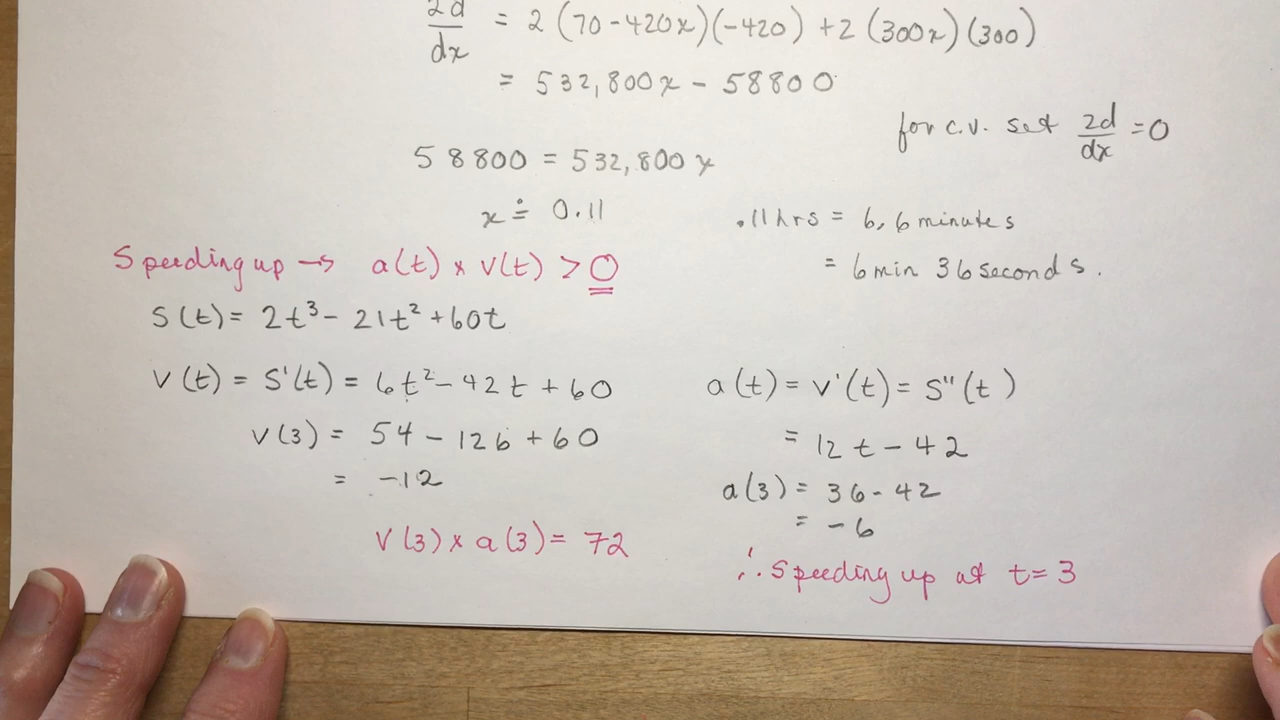 2d/dx = 2(70-420x)(-420) + 2(300x)(300)
= 532,800x - 58800
for c.v. set 2d/dx = 0
58800 = 532,800x
x ≐ 0.11
.11hrs = 6.6 minutes
= 6 min 36 seconds.
Speeding up → a(t) × v(t) > 0
S(t) = 2t³ - 21t² + 60t
V(t) = S'(t) = 6t² - 42t + 60
a(t) = v'(t) = S"(t)
V(3) = 54 - 126 + 60
= 12t - 42
= -12
a(3) = 36 - 42
= -6
V(3) × a(3) = 72
∴ Speeding up at t = 3